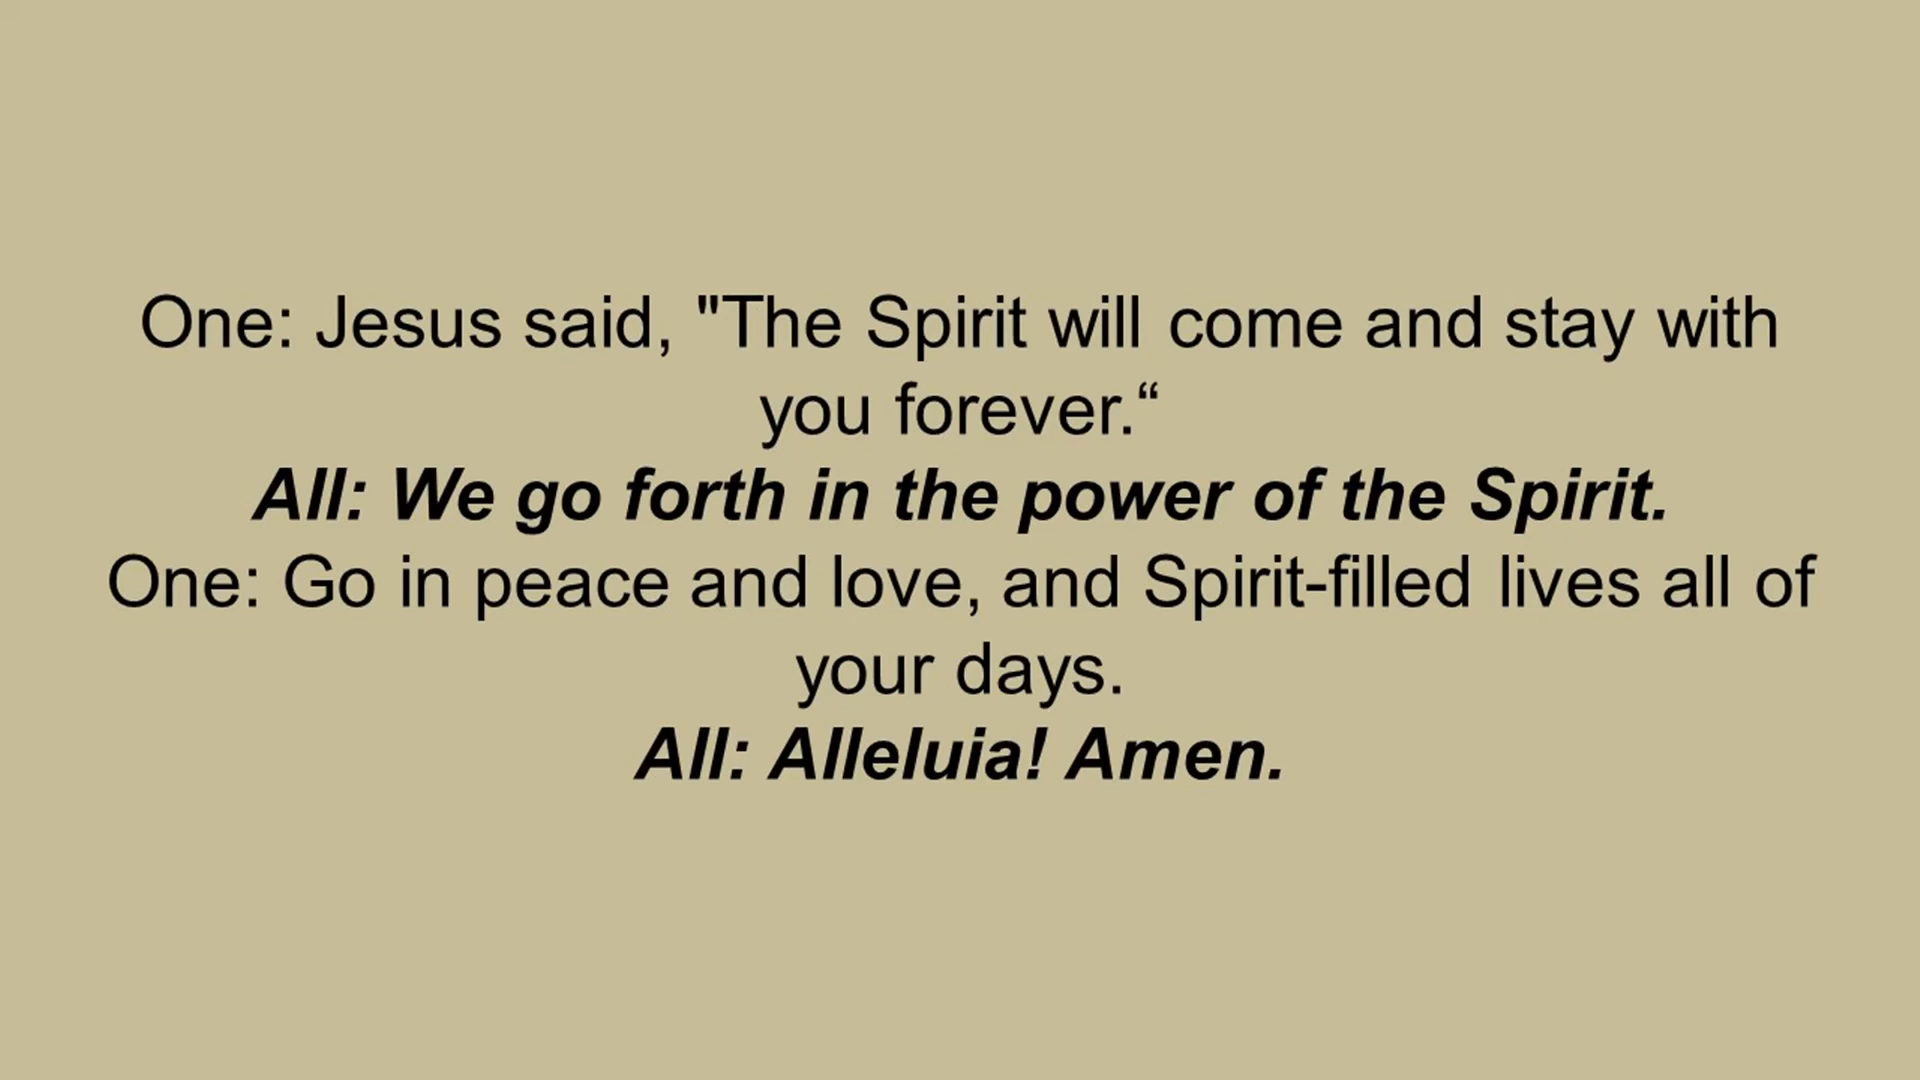 One: Jesus said, "The Spirit will come and stay with
you forever.“
All: We go forth in the power of the Spirit.
One: Go in peace and love, and Spirit-filled lives all of
your days.
All: Alleluia! Amen.